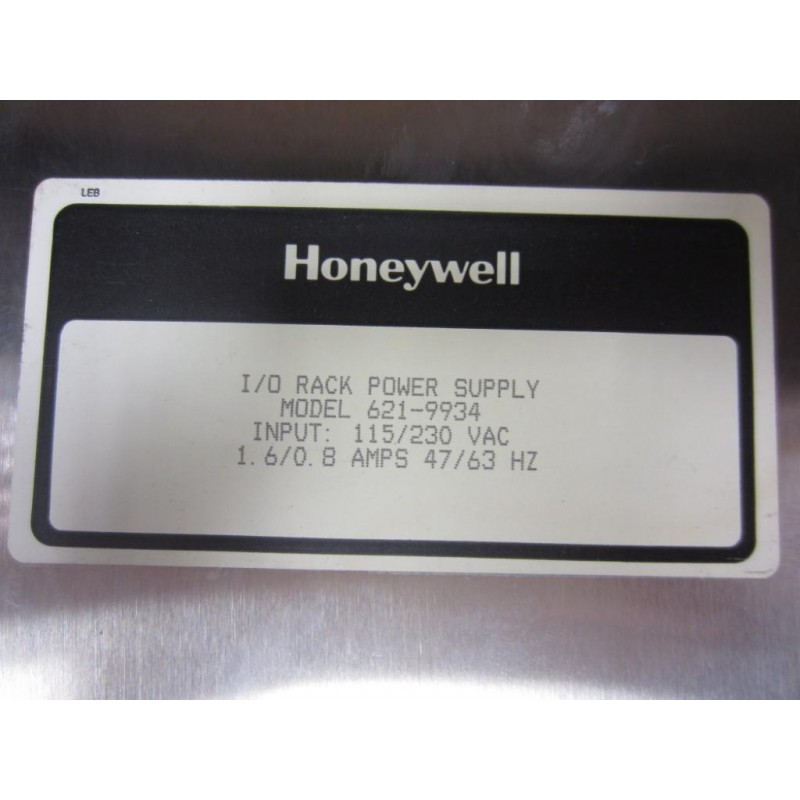 LEB
Honeywell
I/O RACK POWER SUPPLY
MODEL 621-9934
INPUT: 115/230 VAC
1.6/0.8 AMPS 47/63 HZ